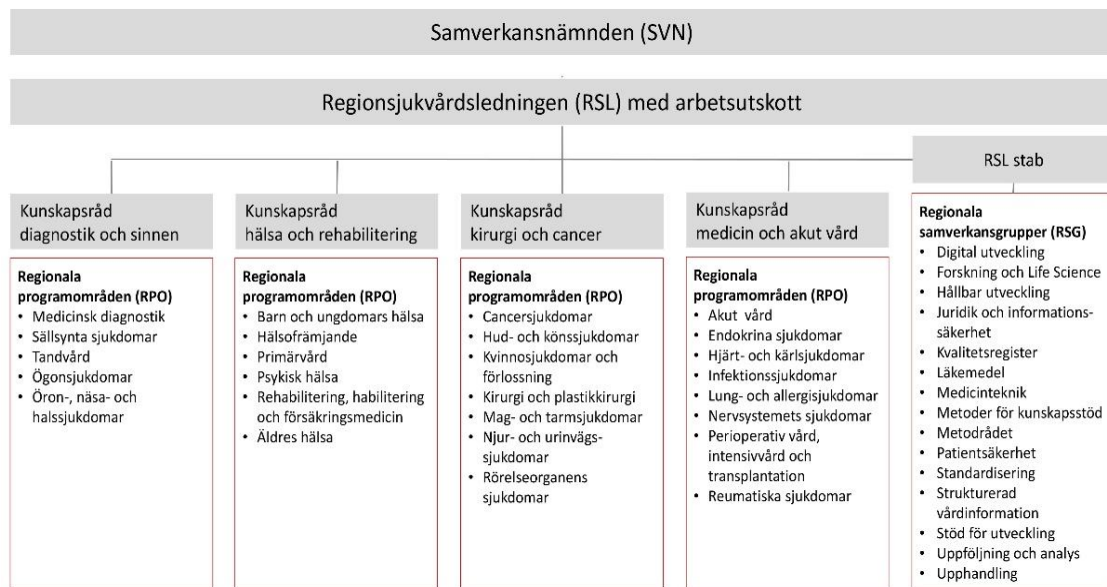 Samverkansnämnden (SVN)
Regionsjukvårdsledningen (RSL) med arbetsutskott
RSL stab
Kunskapsråd
diagnostik och sinnen
Regionala
programområden (RPO)
• Medicinsk diagnostik
• Sällsynta sjukdomar
• Tandvård
• Ögonsjukdomar
• Öron-, näsa- och
halssjukdomar
Kunskapsråd
hälsa och rehabilitering
Regionala
programområden (RPO)
• Barn och ungdomars hälsa
• Hälsofrämjande
• Primärvård
• Psykisk hälsa
• Rehabilitering, habilitering
och försäkringsmedicin
• Äldres hälsa
Kunskapsråd
kirurgi och cancer
Regionala
programområden (RPO)
• Cancersjukdomar
• Hud- och könssjukdomar
• Kvinnosjukdomar och
förlossning
• Kirurgi och plastikkirurgi
• Mag- och tarmsjukdomar
• Njur- och urinvägs-
sjukdomar
• Rörelseorganens
sjukdomar
Kunskapsråd
medicin och akut vård
Regionala
programområden (RPO)
• Akut vård
• Endokrina sjukdomar
• Hjärt- och kärlsjukdomar
• Infektionssjukdomar
• Lung- och allergisjukdomar
• Nervsystemets sjukdomar
• Perioperativ vård,
intensivvård och
transplantation
• Reumatiska sjukdomar
Regionala
samverkansgrupper (RSG)
• Digital utveckling
• Forskning och Life Science
• Hållbar utveckling
• Juridik och informations-
säkerhet
• Kvalitetsregister
• Läkemedel
• Medicinteknik
• Metoder för kunskapsstöd
• Metodrådet
• Patientsäkerhet
• Standardisering
• Strukturerad
vårdinformation
• Stöd för utveckling
• Uppföljning och analys
• Upphandling